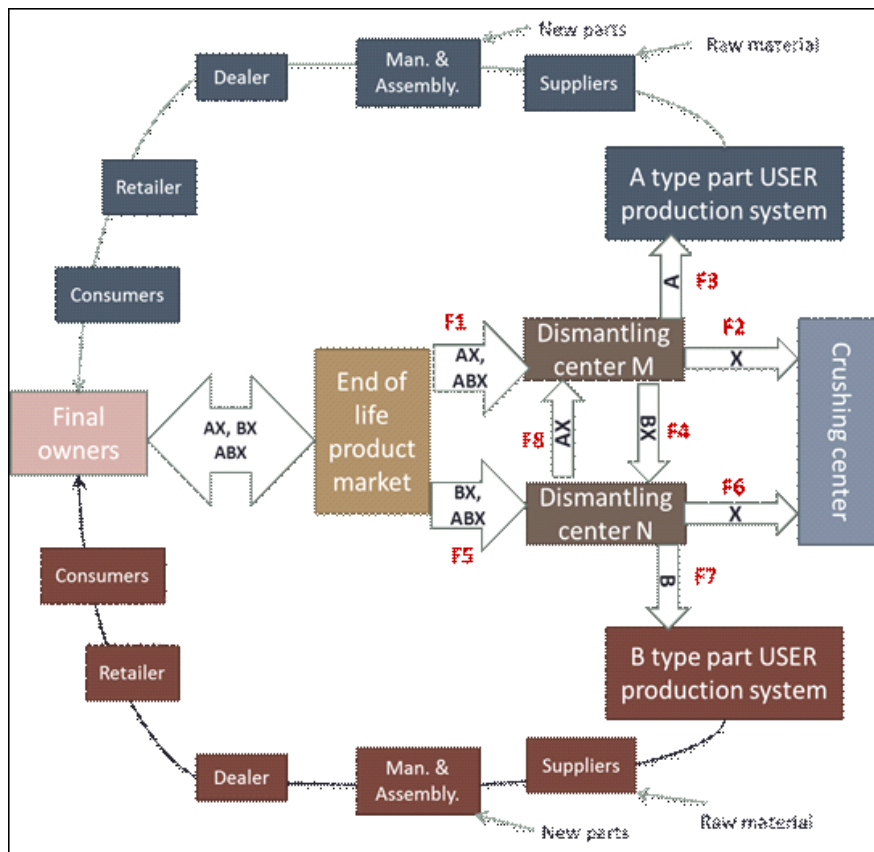 New parts
Raw material
Man. &
Assembly.
Dealer
Suppliers
Retailer
A type part USER
production system
Consumers
A
F3
F1
AX,
ABX
Dismantling
center M
F2
X
Crushing center
End of
life
product
market
Final
owners
AX, BX
ABX
F8
AX
BX
F4
BX,
ABX
F5
Dismantling
center N
F6
X
B
F7
Consumers
B type part USER
production system
Retailer
Dealer
Man. &
Assembly.
Suppliers
New parts
Raw material